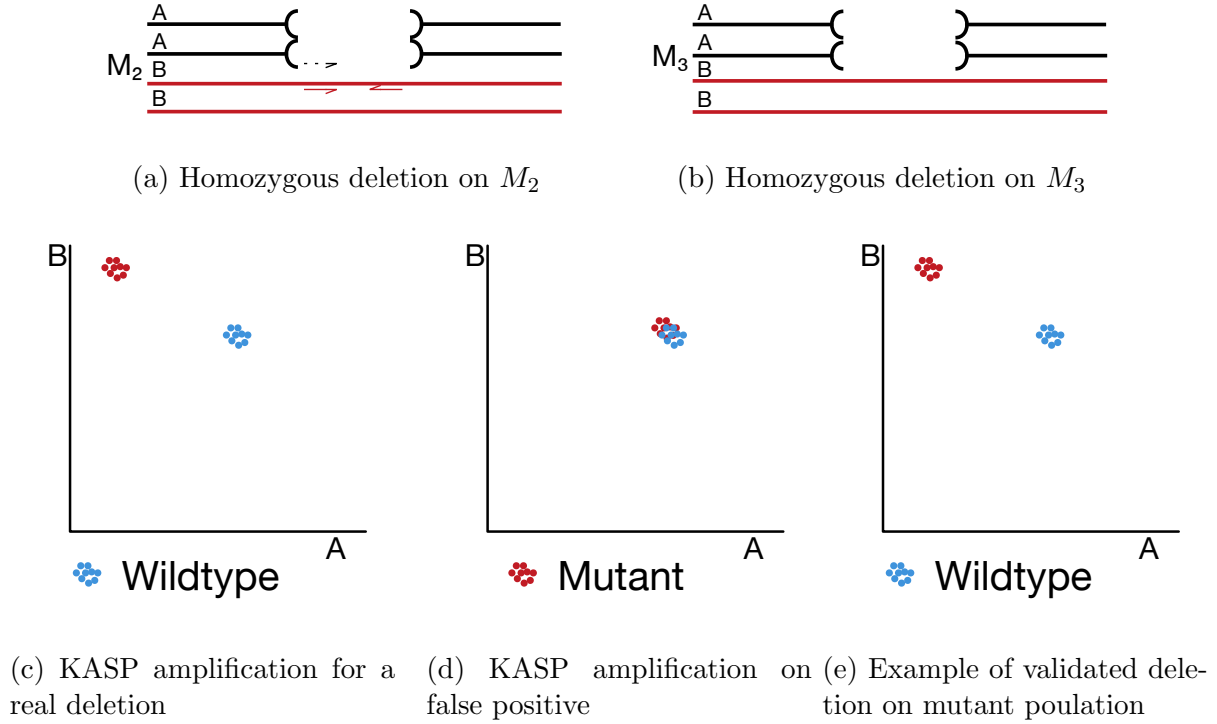 A
A
M2
B
B
A
A
M3
B
B
(a) Homozygous deletion on M2
(b) Homozygous deletion on M3
B
A
Wildtype
B
A
Mutant
B
A
Wildtype
(c) KASP amplification for a
real deletion
(d) KASP amplification on
false positive
(e) Example of validated dele-
tion on mutant poulation